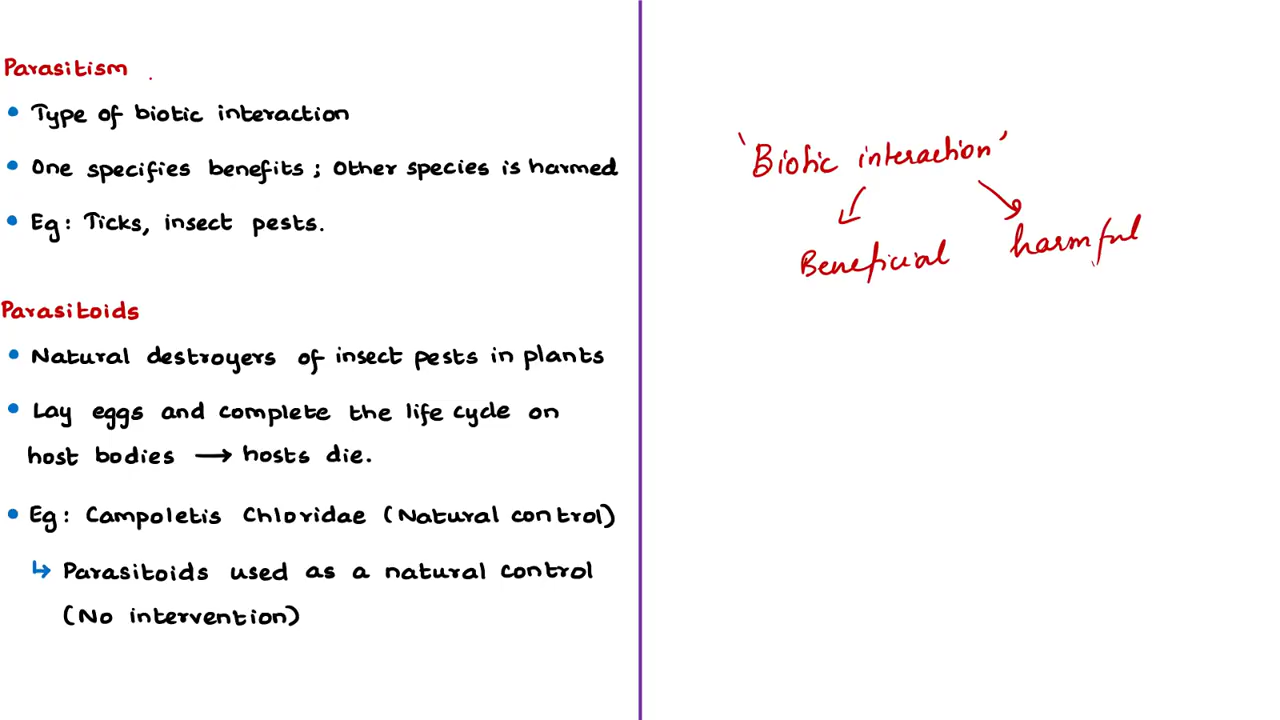 Parasitism
• Type of biotic interaction
• One specifies benefits ; Other species is harmed
• Eg : Ticks, insect pests.
Parasitoids
• Natural destroyers of insect pests in plants
• Lay eggs and complete the life cycle on
host bodies → hosts die.
• Eg : Campoletis Chloridae (Natural control)
↳ Parasitoids used as a natural control
(No intervention)
'Biotic interaction'
Beneficial harmful